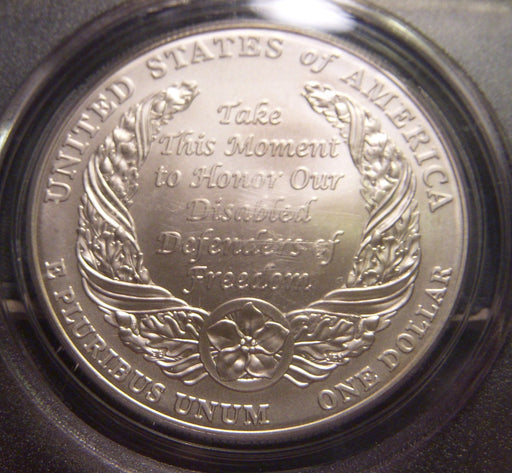 UNITED STATES of AMERICA
Take
This Moment
to Honor Our
Disabled
Defenders of
Freedom
E PLURIBUS UNUM
ONE DOLLAR